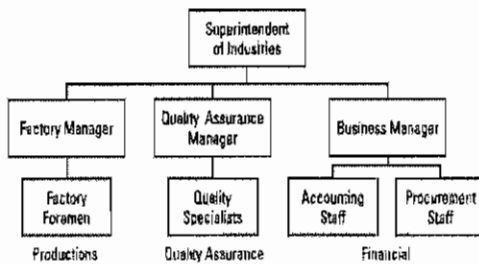 Superintendent
of Industries
Factory Manager
Quality Assurance
Manager
Business Manager
Factory
Foremen
Quality
Specialists
Accounting
Staff
Procurement
Staff
Productions
Quality Assurance
Financial